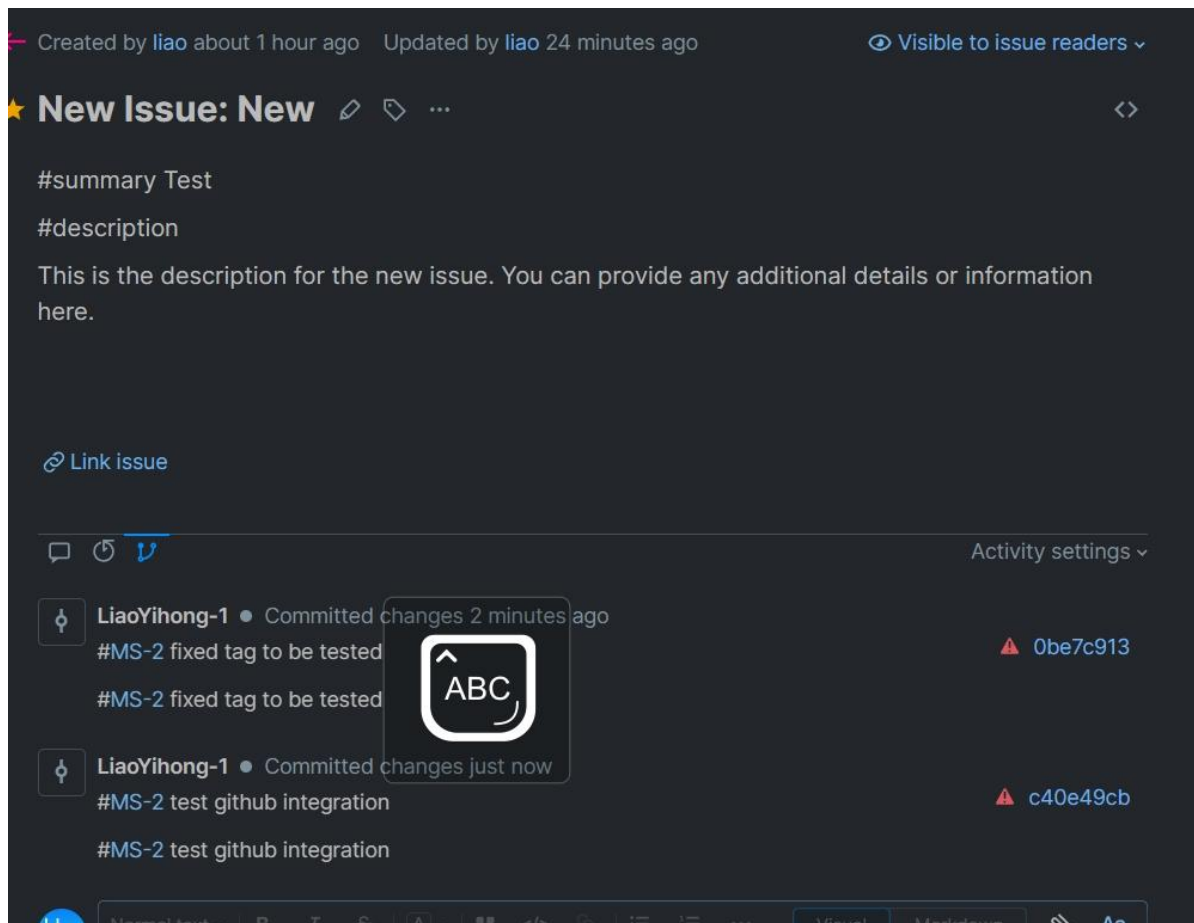 Created by liao about 1 hour ago Updated by liao 24 minutes ago Visible to issue readers
New Issue: New
#summary Test
#description
This is the description for the new issue. You can provide any additional details or information
here.
Link issue
Activity settings
LiaoYihong-1 ● Committed changes 2 minutes ago
#MS-2 fixed tag to be tested
0be7c913
#MS-2 fixed tag to be tested
ABC
LiaoYihong-1 ● Committed changes just now
#MS-2 test github integration
c40e49cb
#MS-2 test github integration
Normal text Visual Markdown